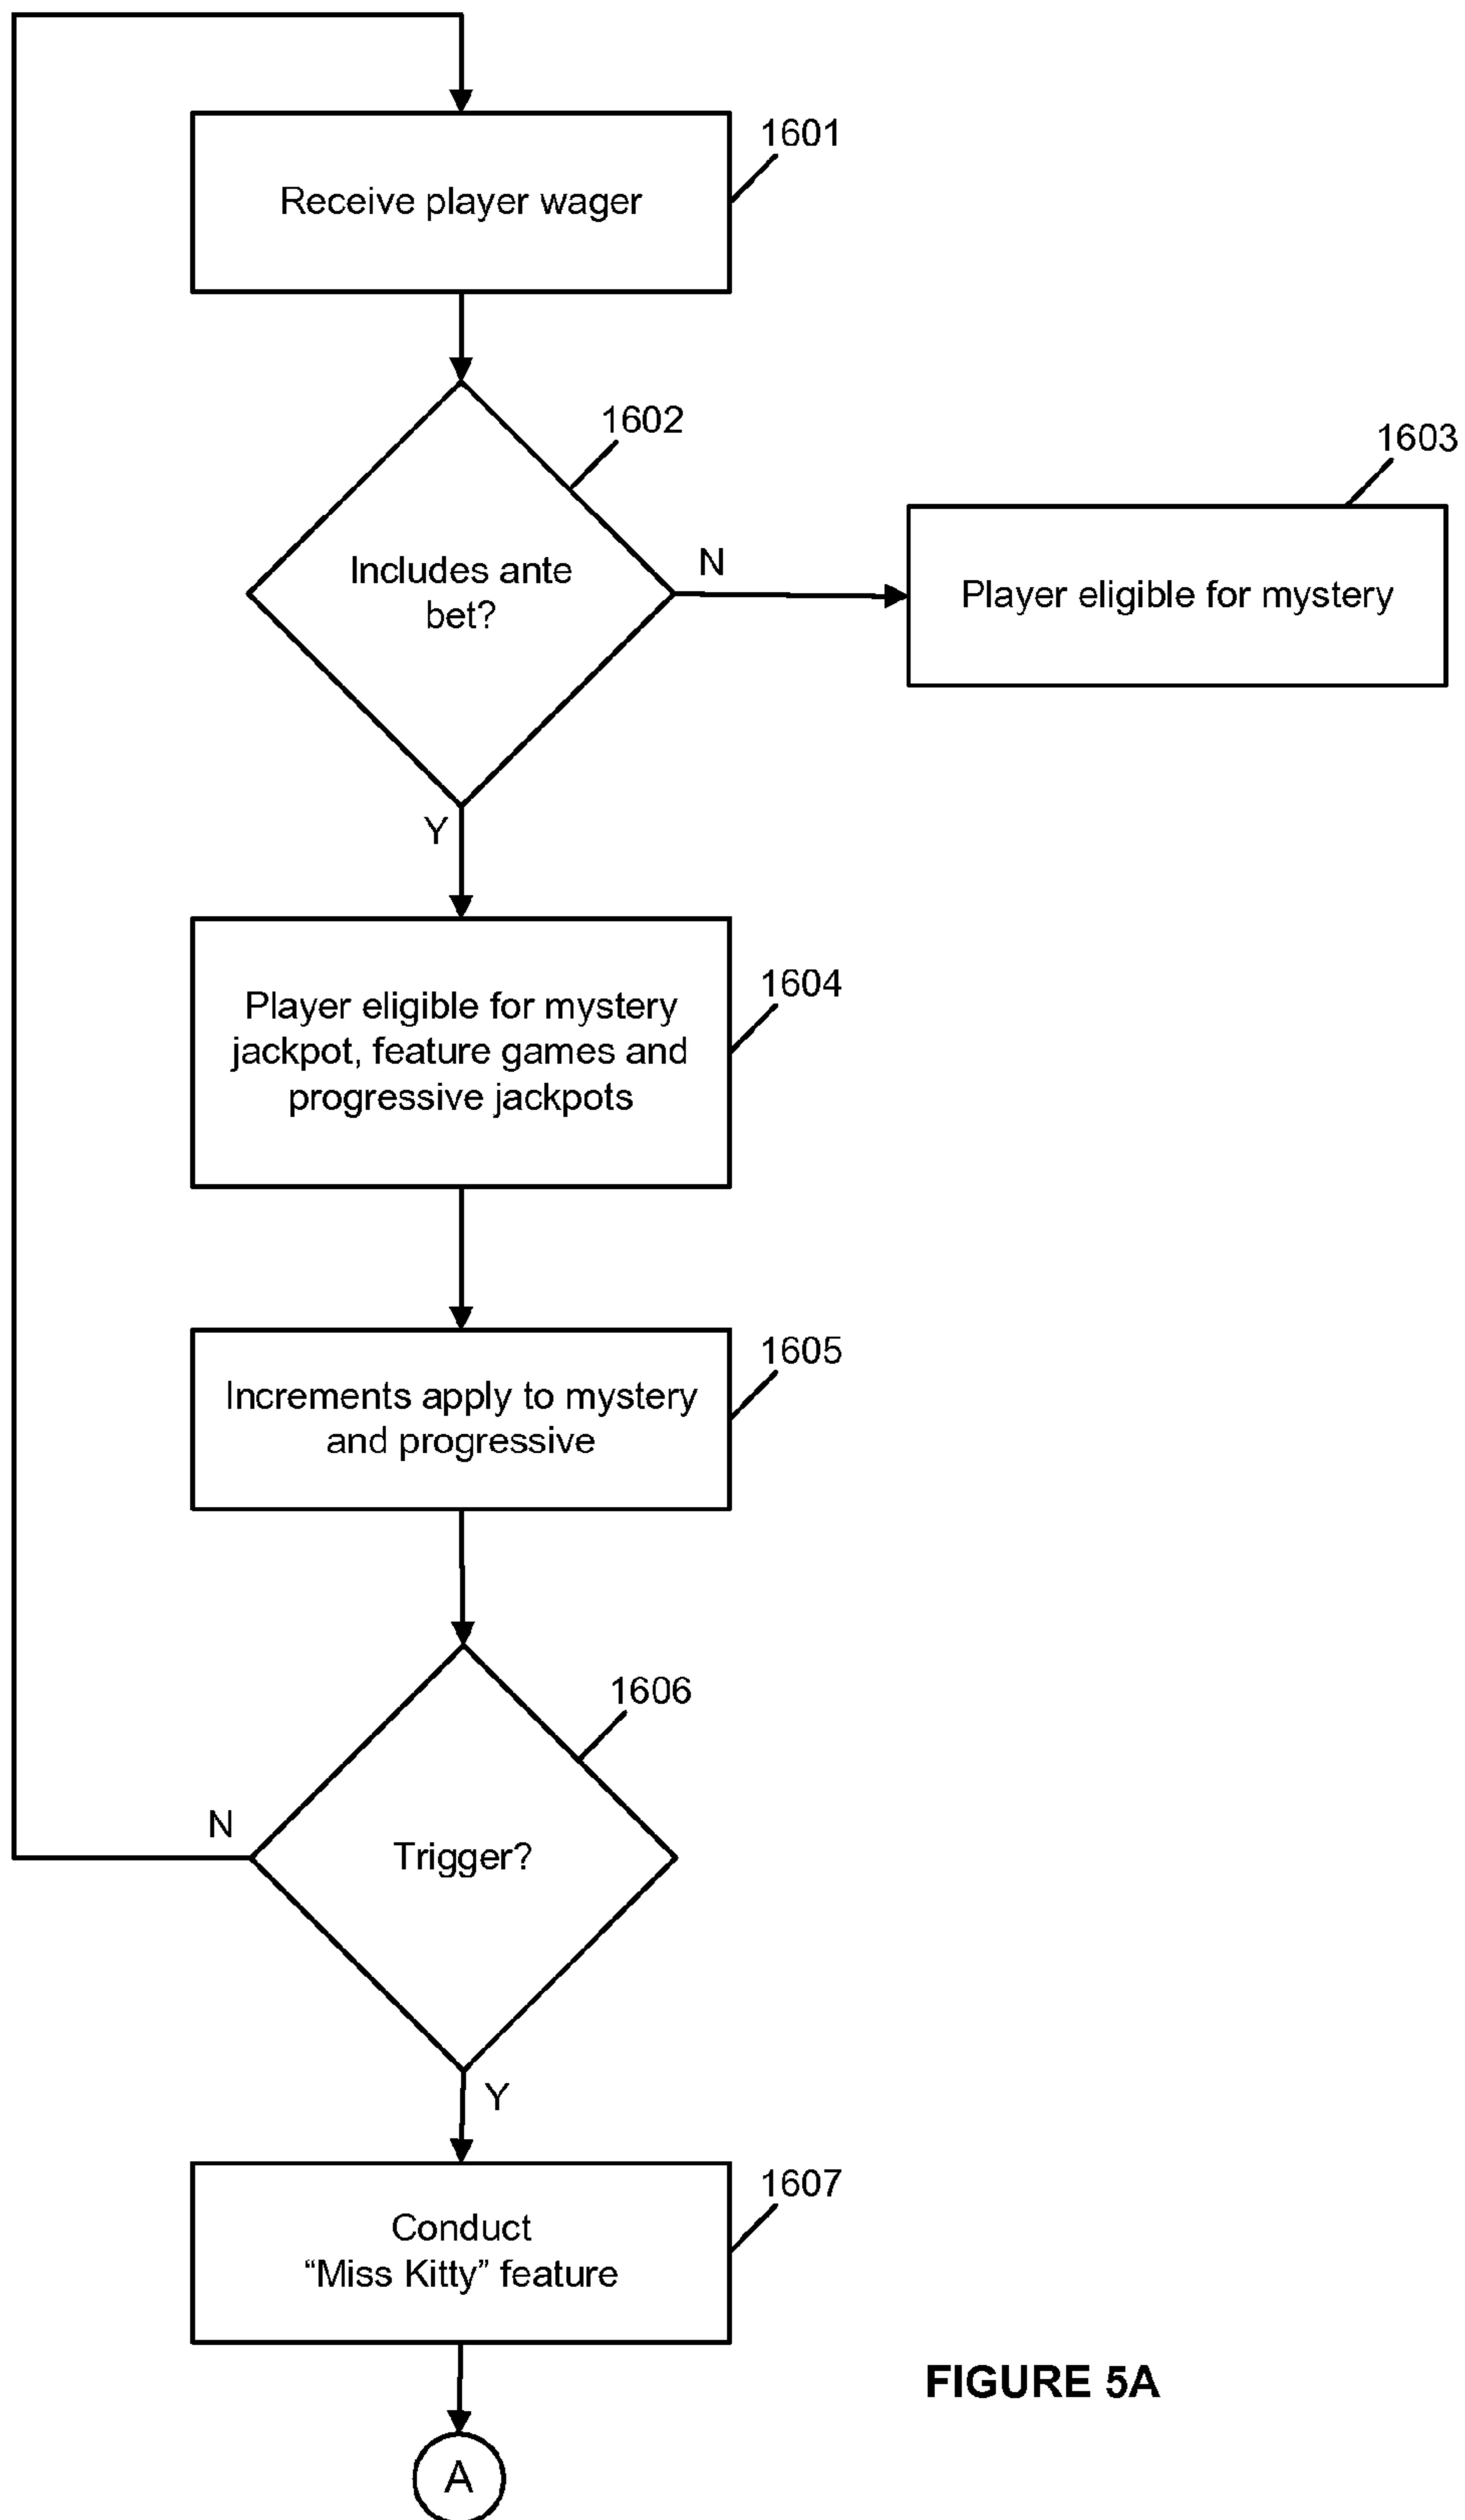 1601
Receive player wager
1602
1603
Includes ante
bet?
N
Player eligible for mystery
Y
1604
Player eligible for mystery
jackpot, feature games and
progressive jackpots
1605
Increments apply to mystery
and progressive
1606
N
Trigger?
Y
1607
Conduct
“Miss Kitty” feature
FIGURE 5A
A